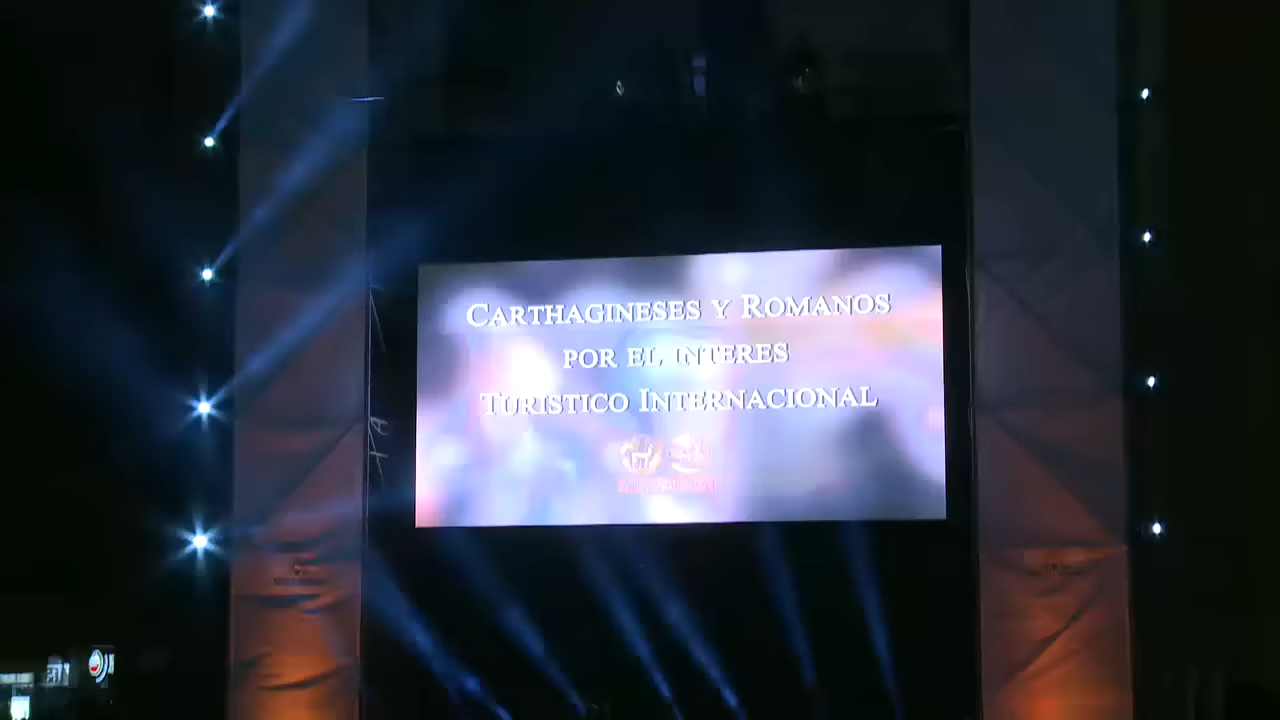 CARTHAGINESES Y ROMANOS
POR EL INTERES
TURISTICO INTERNACIONAL